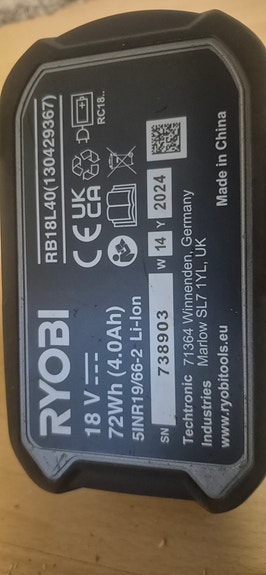 RYOBI
RB18L40(130429367)
18 V
72Wh (4.0Ah)
5INR19/66-2 Li-Ion
UK
CA
CE
RC18..
SN 738903 W 14 Y 2024
Techtronic 71364 Winnenden, Germany
Industries Marlow SL7 1YL, UK
www.ryobitools.eu
Made in China